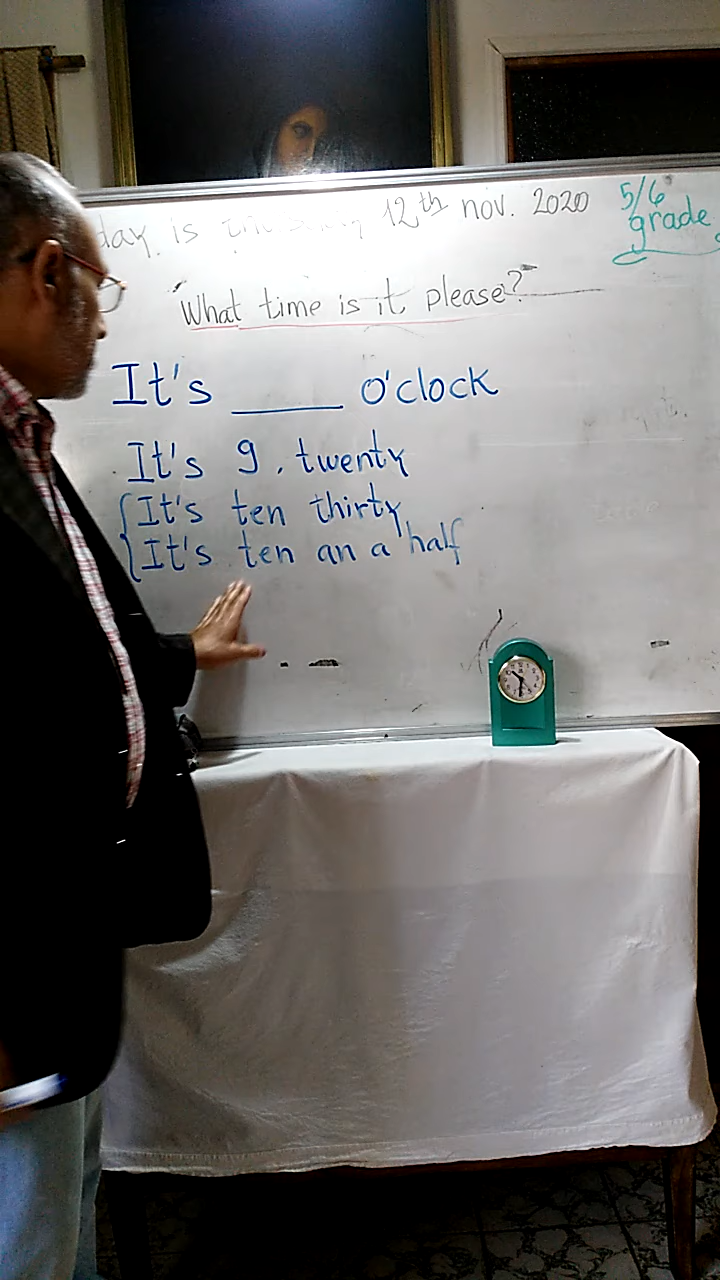 day is 12th nov. 2020
5/6
grade
What time is it please?
It's ____ o'clock
It's 9, twenty
It's ten thirty
It's ten an a half